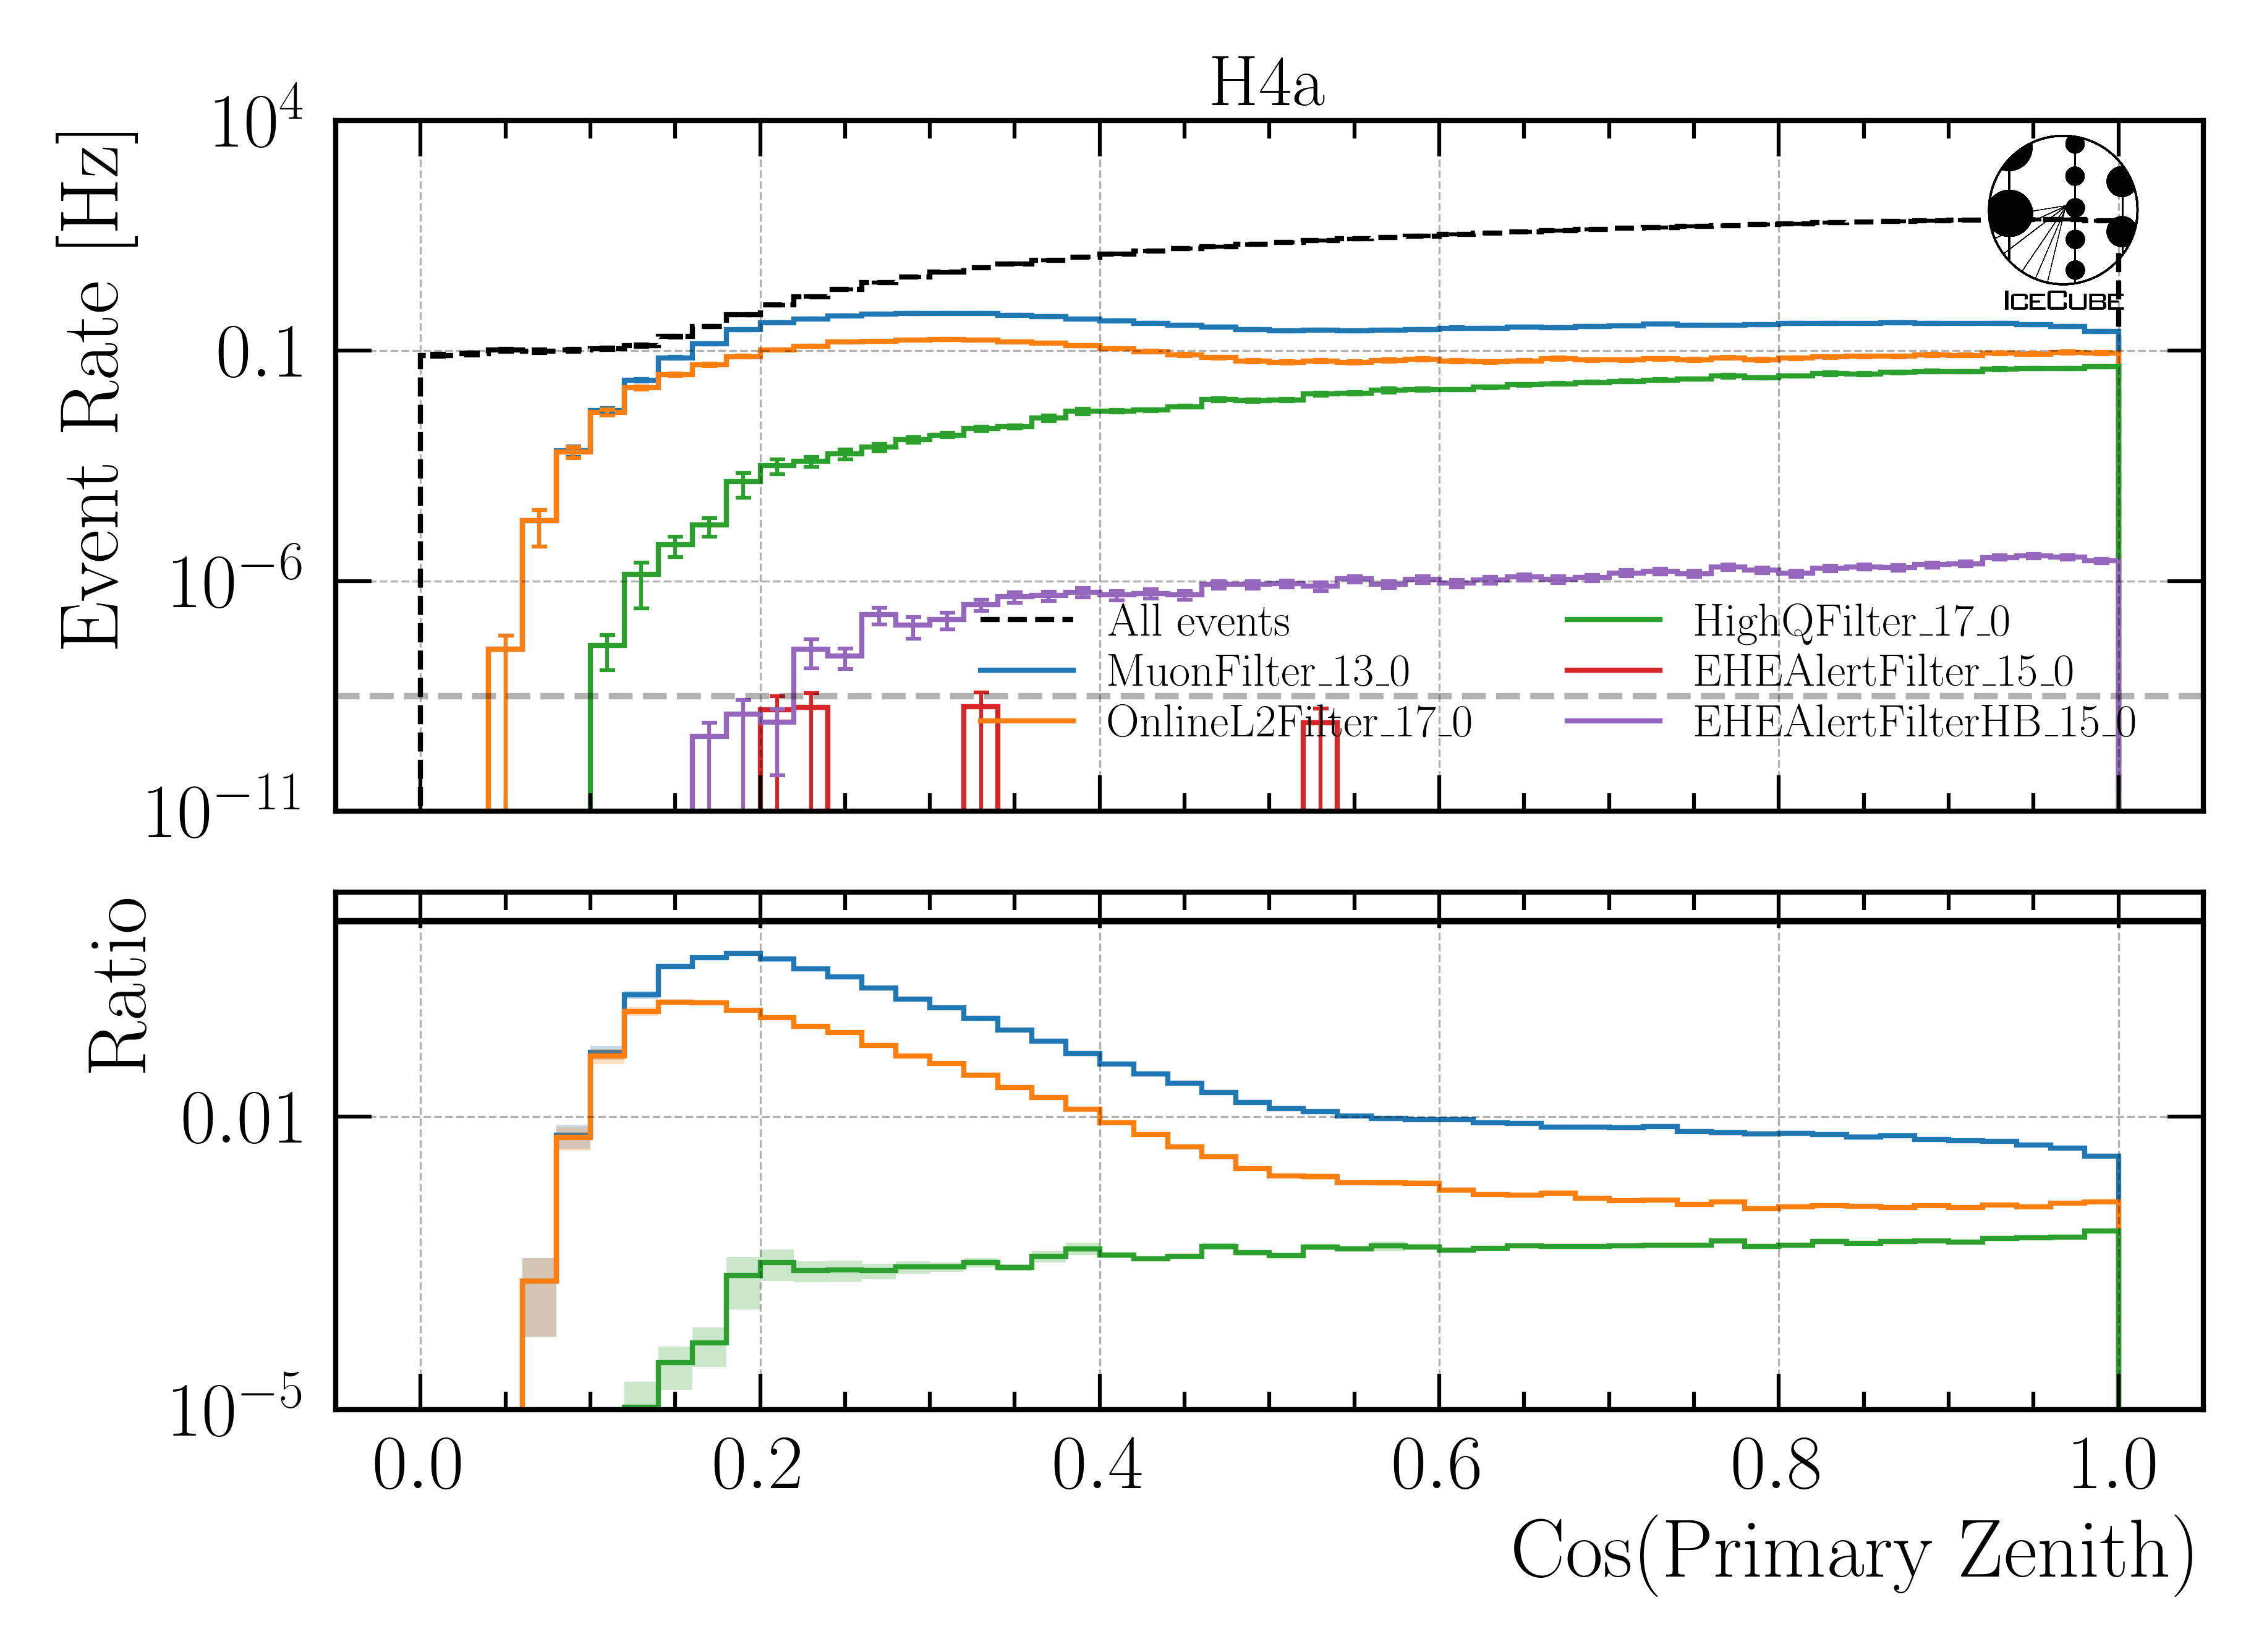 H4a
10^4
0.1
10^−6
10^−11
Event Rate [Hz]
IceCube
All events
MuonFilter_13_0
OnlineL2Filter_17_0
HighQFilter_17_0
EHEAlertFilter_15_0
EHEAlertFilterHB_15_0
Ratio
0.01
10^−5
0.0 0.2 0.4 0.6 0.8 1.0
Cos(Primary Zenith)